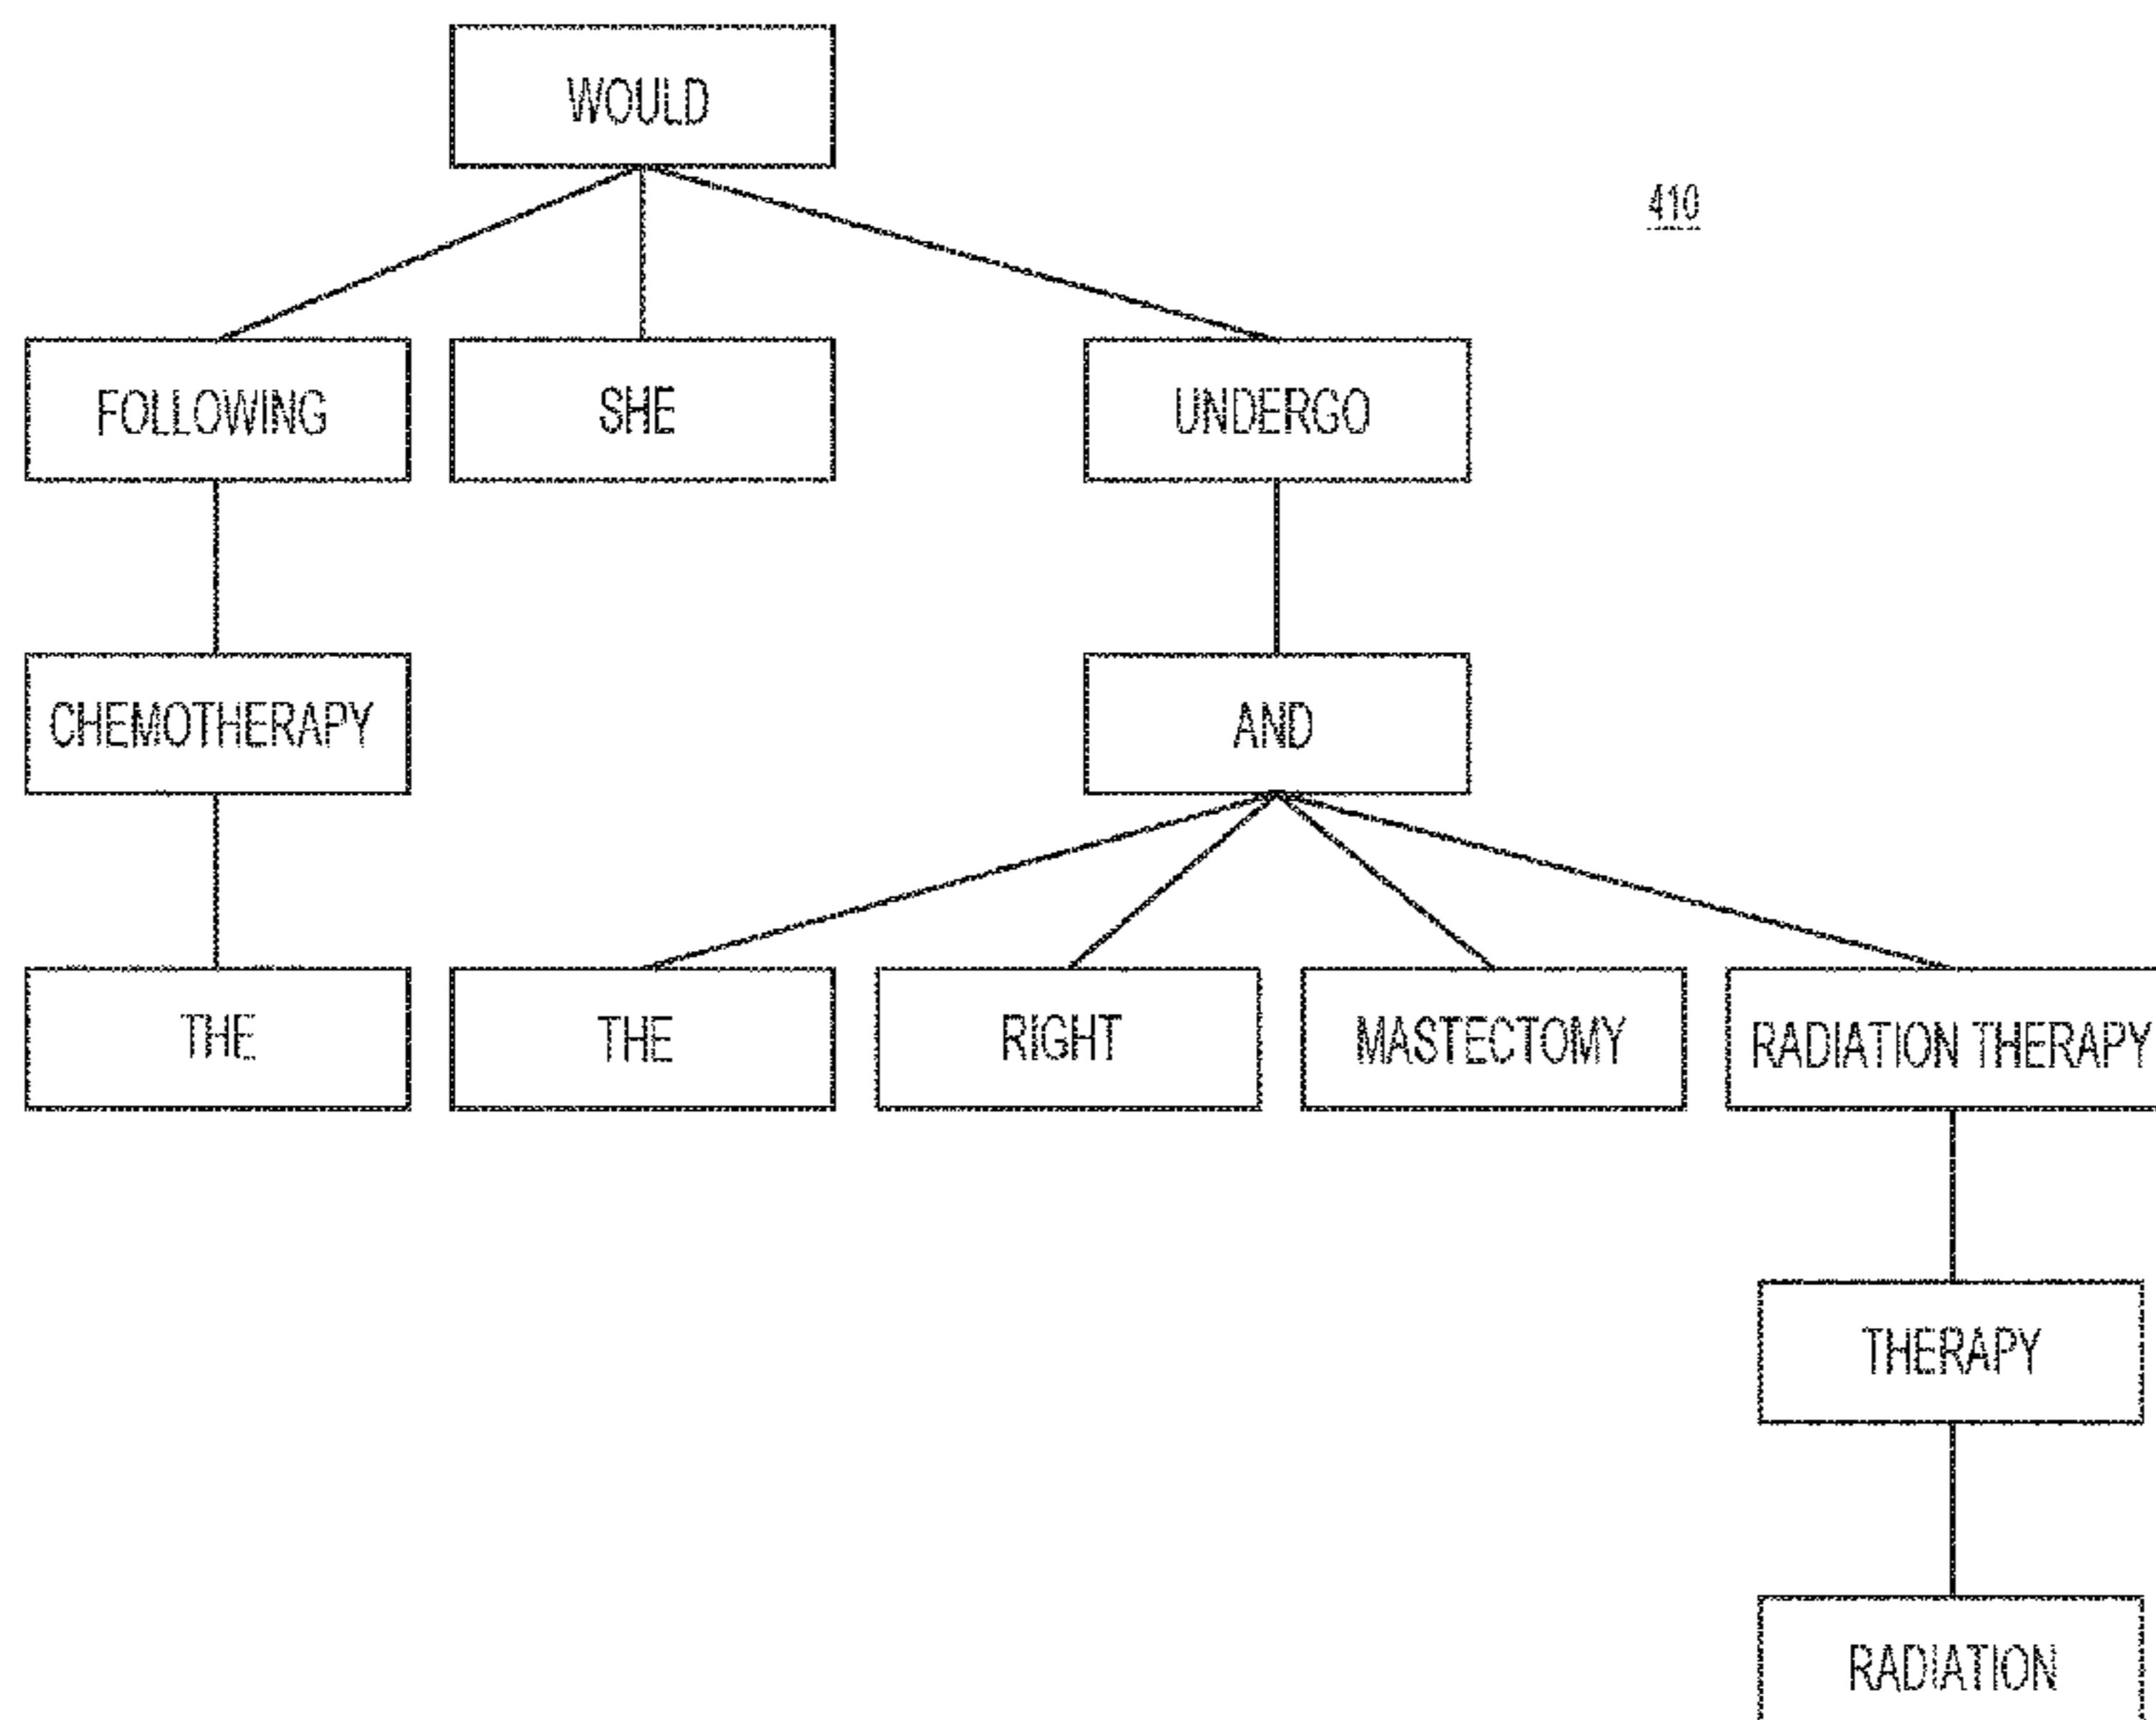 WOULD
410
FOLLOWING
SHE
UNDERGO
CHEMOTHERAPY
AND
THE
THE
RIGHT
MASTECTOMY
RADIATION THERAPY
THERAPY
RADIATION